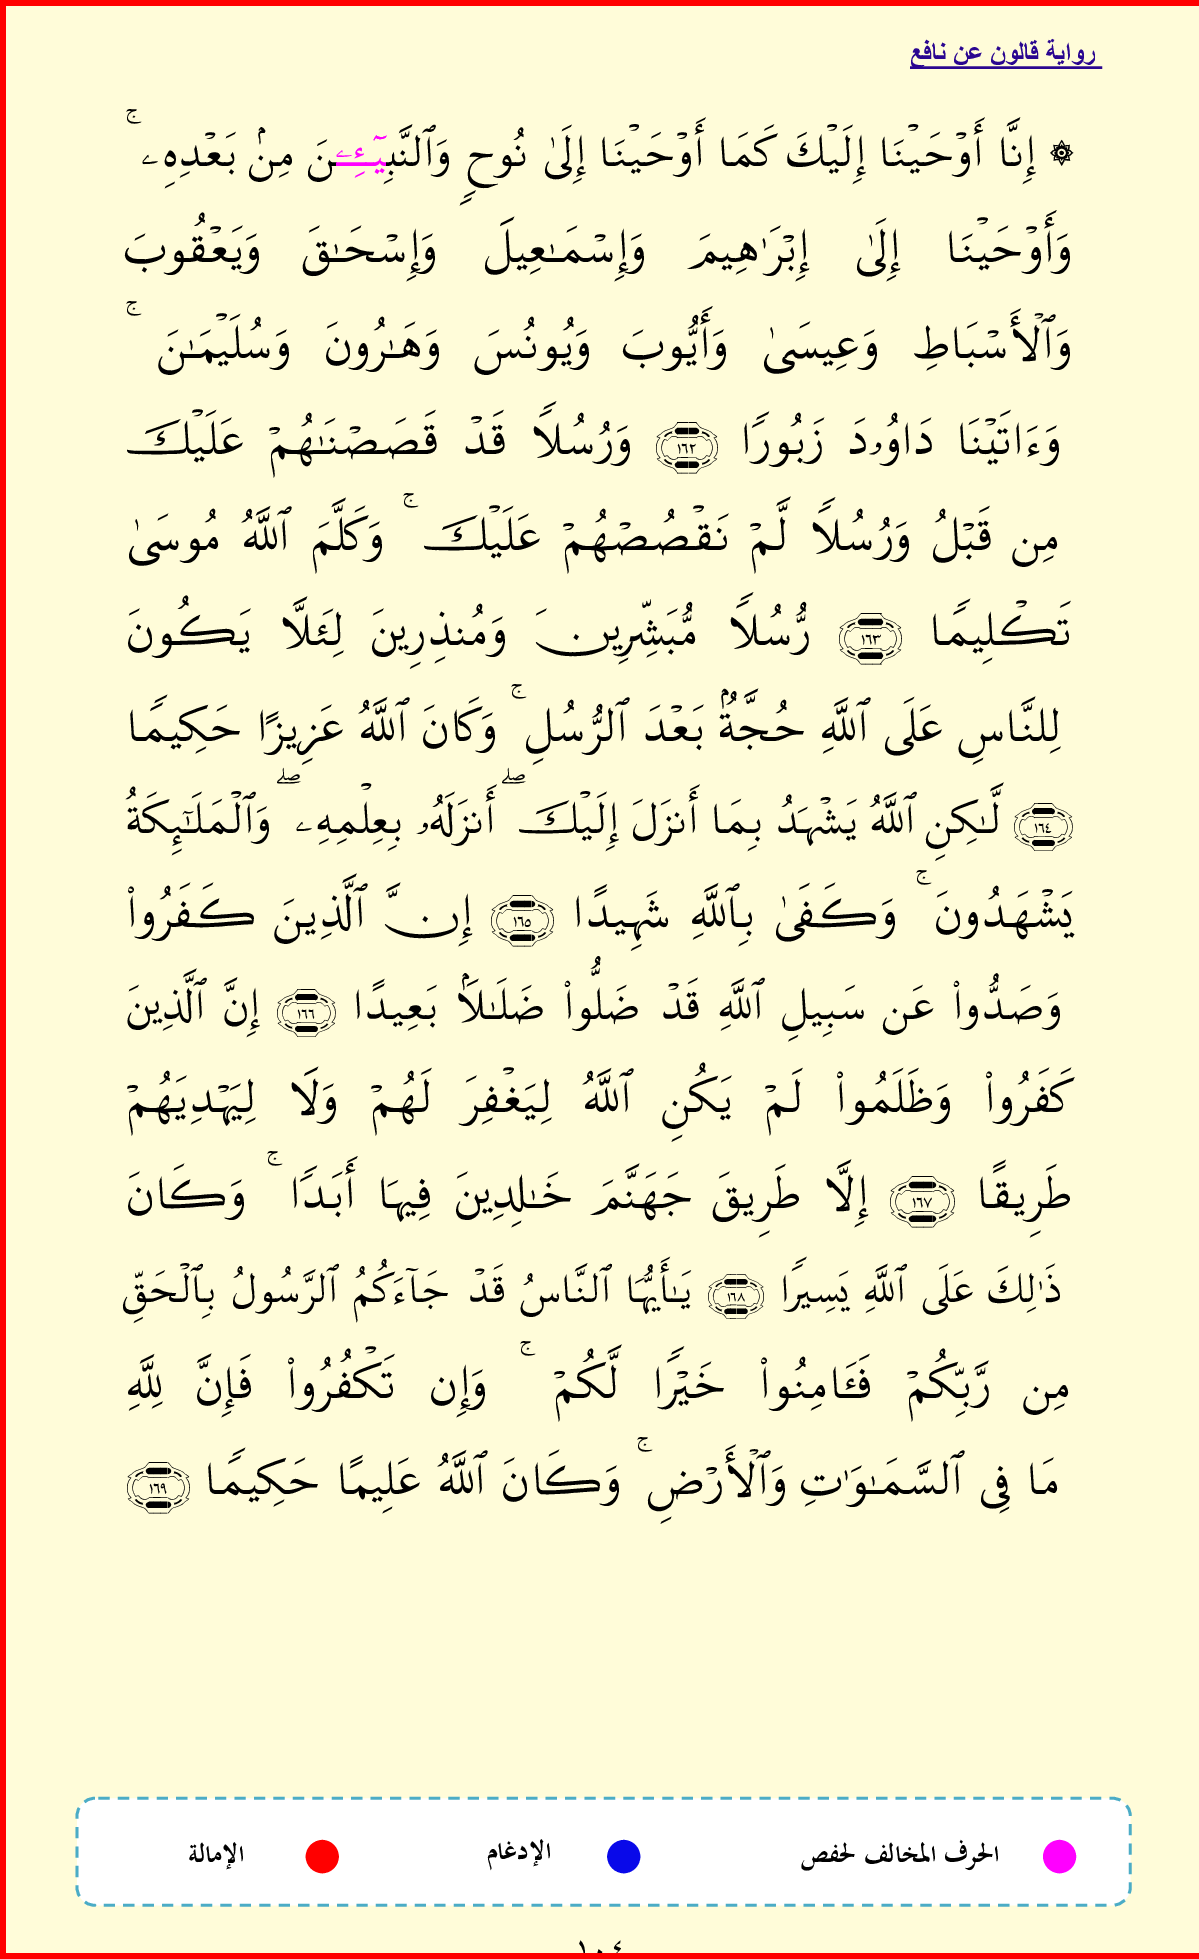 رواية قالون عن نافع
۞ إِنَّا أَوْحَيْنَا إِلَيْكَ كَمَا أَوْحَيْنَا إِلَىٰ نُوحٍ وَٱلنَّبِيٓـِٔينَ مِنۢ بَعْدِهِۦ ۚ
وَأَوْحَيْنَا إِلَىٰ إِبْرَٰهِيمَ وَإِسْمَـٰعِيلَ وَإِسْحَـٰقَ وَيَعْقُوبَ
وَٱلْأَسْبَاطِ وَعِيسَىٰ وَأَيُّوبَ وَيُونُسَ وَهَـٰرُونَ وَسُلَيْمَـٰنَ ۚ
وَءَاتَيْنَا دَاوُۥدَ زَبُورًا ١٦٢ وَرُسُلًا قَدْ قَصَصْنَـٰهُمْ عَلَيْكَ
مِن قَبْلُ وَرُسُلًا لَّمْ نَقْصُصْهُمْ عَلَيْكَ ۚ وَكَلَّمَ ٱللَّهُ مُوسَىٰ
تَكْلِيمًا ١٦٣ رُّسُلًا مُّبَشِّرِينَ وَمُنذِرِينَ لِئَلَّا يَكُونَ
لِلنَّاسِ عَلَى ٱللَّهِ حُجَّةٌۢ بَعْدَ ٱلرُّسُلِ ۚ وَكَانَ ٱللَّهُ عَزِيزًا حَكِيمًا
١٦٤ لَّـٰكِنِ ٱللَّهُ يَشْهَدُ بِمَا أَنزَلَ إِلَيْكَ ۖ أَنزَلَهُۥ بِعِلْمِهِۦ ۖ وَٱلْمَلَـٰٓئِكَةُ
يَشْهَدُونَ ۚ وَكَفَىٰ بِٱللَّهِ شَهِيدًا ١٦٥ إِنَّ ٱلَّذِينَ كَفَرُوا۟
وَصَدُّوا۟ عَن سَبِيلِ ٱللَّهِ قَدْ ضَلُّوا۟ ضَلَـٰلًۢا بَعِيدًا ١٦٦ إِنَّ ٱلَّذِينَ
كَفَرُوا۟ وَظَلَمُوا۟ لَمْ يَكُنِ ٱللَّهُ لِيَغْفِرَ لَهُمْ وَلَا لِيَهْدِيَهُمْ
طَرِيقًا ١٦٧ إِلَّا طَرِيقَ جَهَنَّمَ خَـٰلِدِينَ فِيهَا أَبَدًا ۚ وَكَانَ
ذَٰلِكَ عَلَى ٱللَّهِ يَسِيرًا ١٦٨ يَـٰأَيُّهَا ٱلنَّاسُ قَدْ جَآءَكُمُ ٱلرَّسُولُ بِٱلْحَقِّ
مِن رَّبِّكُمْ فَـَٔامِنُوا۟ خَيْرًا لَّكُمْ ۚ وَإِن تَكْفُرُوا۟ فَإِنَّ لِلَّهِ
مَا فِى ٱلسَّمَـٰوَٰتِ وَٱلْأَرْضِ ۚ وَكَانَ ٱللَّهُ عَلِيمًا حَكِيمًا ١٦٩
الحرف المخالف لحفص الإدغام الإمالة
١٠٤